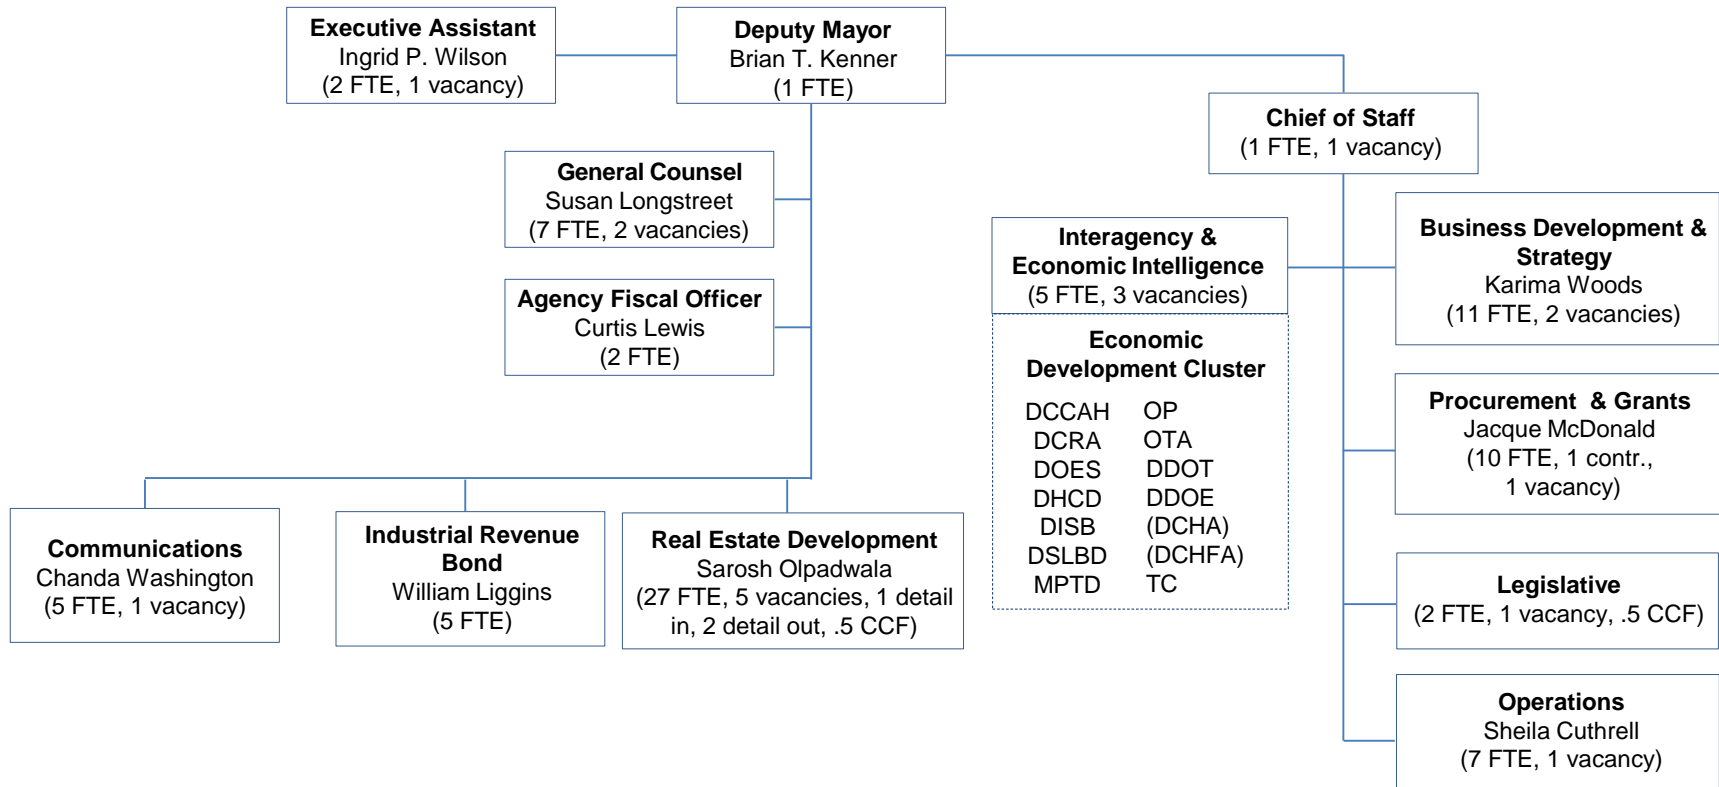 Executive Assistant
Ingrid P. Wilson
(2 FTE, 1 vacancy)
Deputy Mayor
Brian T. Kenner
(1 FTE)
Chief of Staff
(1 FTE, 1 vacancy)
General Counsel
Susan Longstreet
(7 FTE, 2 vacancies)
Agency Fiscal Officer
Curtis Lewis
(2 FTE)
Interagency &
Economic Intelligence
(5 FTE, 3 vacancies)
Economic
Development Cluster
DCCAH OP
DCRA OTA
DOES DDOT
DHCD DDOE
DISB (DCHA)
DSLBD (DCHFA)
MPTD TC
Business Development &
Strategy
Karima Woods
(11 FTE, 2 vacancies)
Procurement & Grants
Jacque McDonald
(10 FTE, 1 contr.,
1 vacancy)
Legislative
(2 FTE, 1 vacancy, .5 CCF)
Operations
Sheila Cuthrell
(7 FTE, 1 vacancy)
Communications
Chanda Washington
(5 FTE, 1 vacancy)
Industrial Revenue
Bond
William Liggins
(5 FTE)
Real Estate Development
Sarosh Olpadwala
(27 FTE, 5 vacancies, 1 detail
in, 2 detail out, .5 CCF)